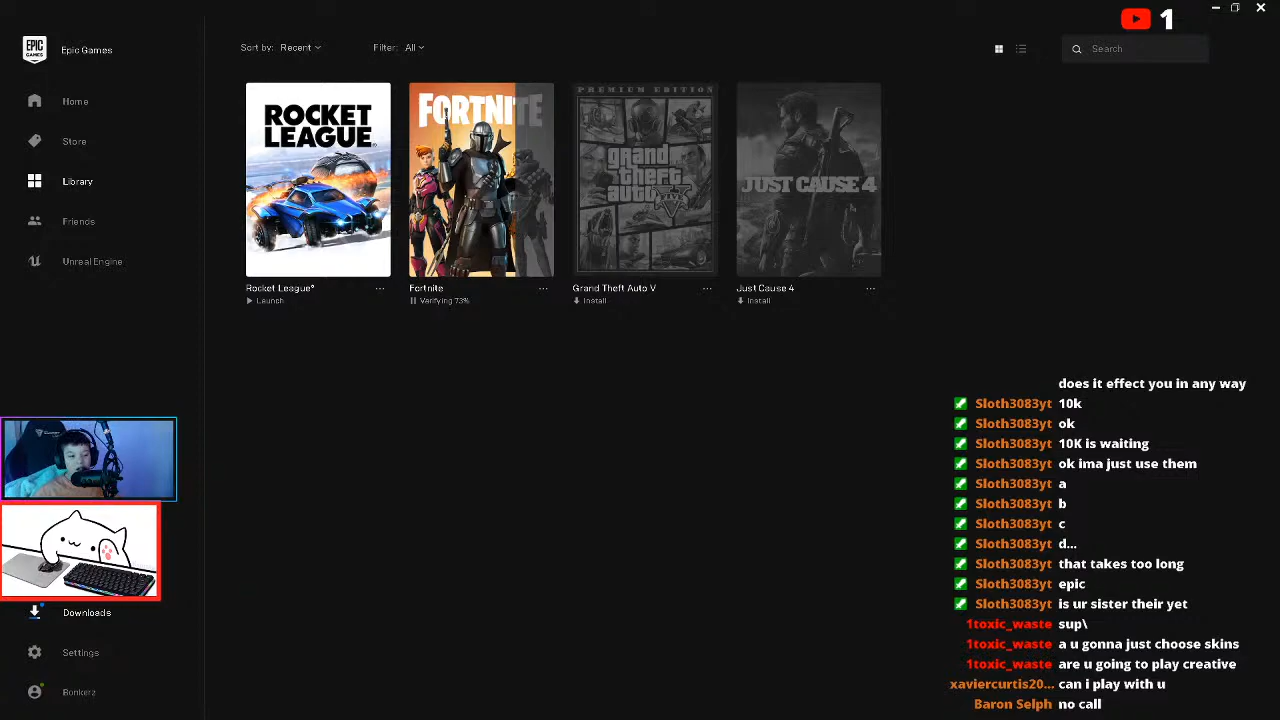 1
EPIC GAMES
Epic Games
Sort by: Recent
Filter: All
Search
Home
Store
Library
Friends
Unreal Engine
ROCKET
LEAGUE
FORTNITE
PREMIUM EDITION
grand
theft
auto
FIVE
JUST CAUSE 4
Rocket League®
Launch
Fortnite
Verifying 73%
Grand Theft Auto V
Install
Just Cause 4
Install
does it effect you in any way
Sloth3083yt 10k
Sloth3083yt ok
Sloth3083yt 10K is waiting
Sloth3083yt ok ima just use them
Sloth3083yt a
Sloth3083yt b
Sloth3083yt c
Sloth3083yt d...
Sloth3083yt that takes too long
Sloth3083yt epic
Sloth3083yt is ur sister their yet
1toxic_waste sup\
1toxic_waste a u gonna just choose skins
1toxic_waste are u going to play creative
xaviercurtis20... can i play with u
Baron Selph no call
Downloads
Settings
Bonkerz